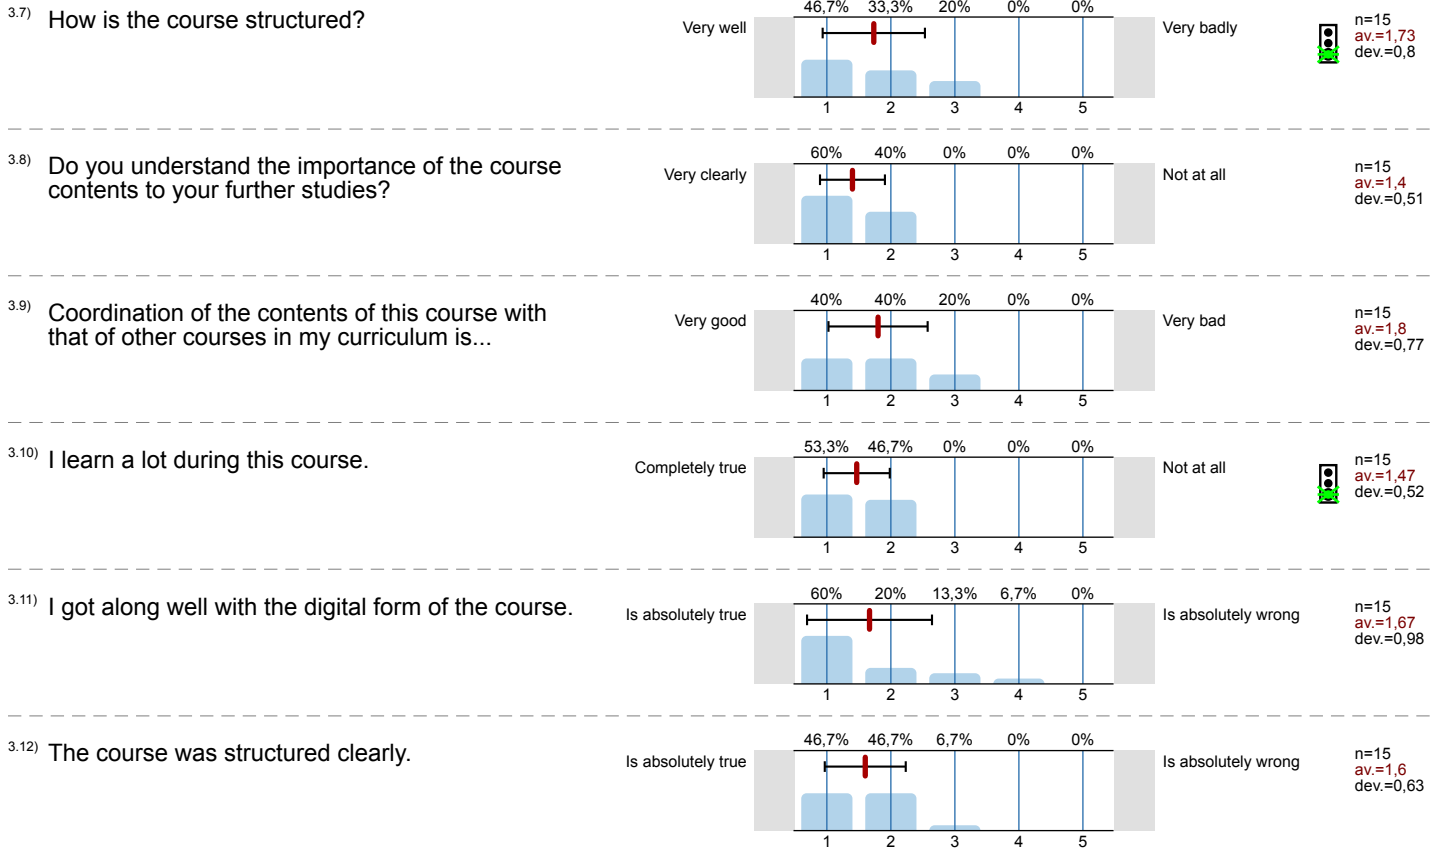 3.7) How is the course structured?
46,7% 33,3% 20% 0% 0%
Very well
Very badly
n=15
av.=1,73
dev.=0,8
1 2 3 4 5
3.8) Do you understand the importance of the course
contents to your further studies?
60% 40% 0% 0% 0%
Very clearly
Not at all
n=15
av.=1,4
dev.=0,51
1 2 3 4 5
3.9) Coordination of the contents of this course with
that of other courses in my curriculum is...
40% 40% 20% 0% 0%
Very good
Very bad
n=15
av.=1,8
dev.=0,77
1 2 3 4 5
3.10) I learn a lot during this course.
53,3% 46,7% 0% 0% 0%
Completely true
Not at all
n=15
av.=1,47
dev.=0,52
1 2 3 4 5
3.11) I got along well with the digital form of the course.
60% 20% 13,3% 6,7% 0%
Is absolutely true
Is absolutely wrong
n=15
av.=1,67
dev.=0,98
1 2 3 4 5
3.12) The course was structured clearly.
46,7% 46,7% 6,7% 0% 0%
Is absolutely true
Is absolutely wrong
n=15
av.=1,6
dev.=0,63
1 2 3 4 5